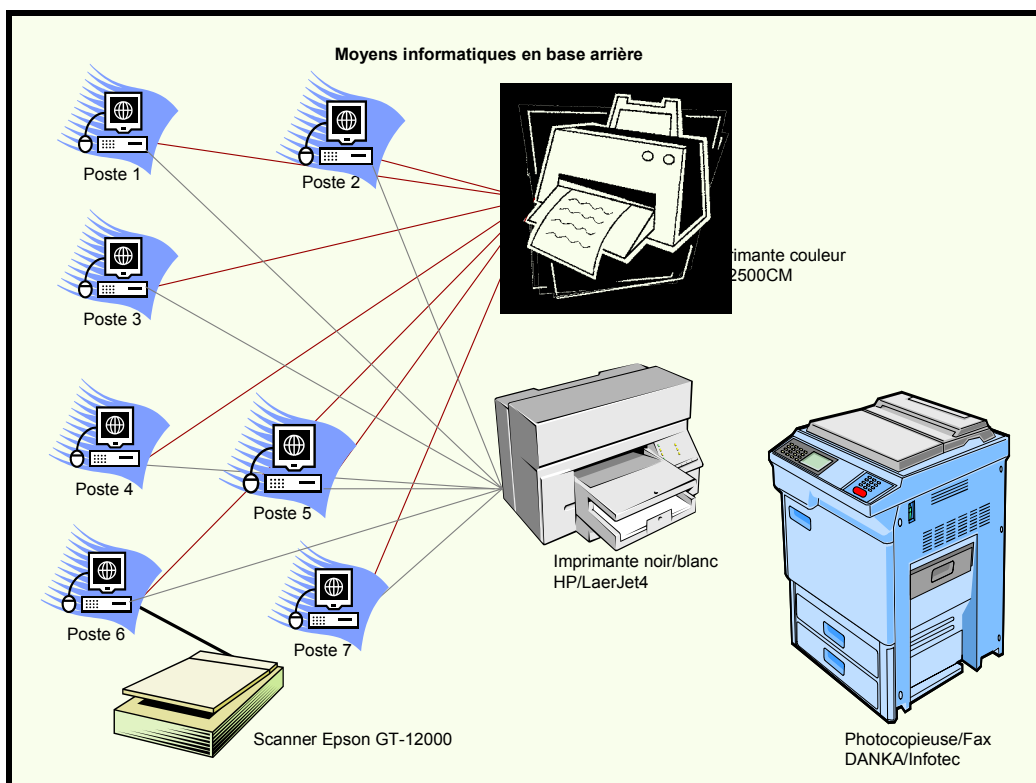 Moyens informatiques en base arrière
Poste 1
Poste 2
Poste 3
rimante couleur
2500CM
Poste 4
Poste 5
Imprimante noir/blanc
HP/LaerJet4
Poste 6
Poste 7
Scanner Epson GT-12000
Photocopieuse/Fax
DANKA/Infotec